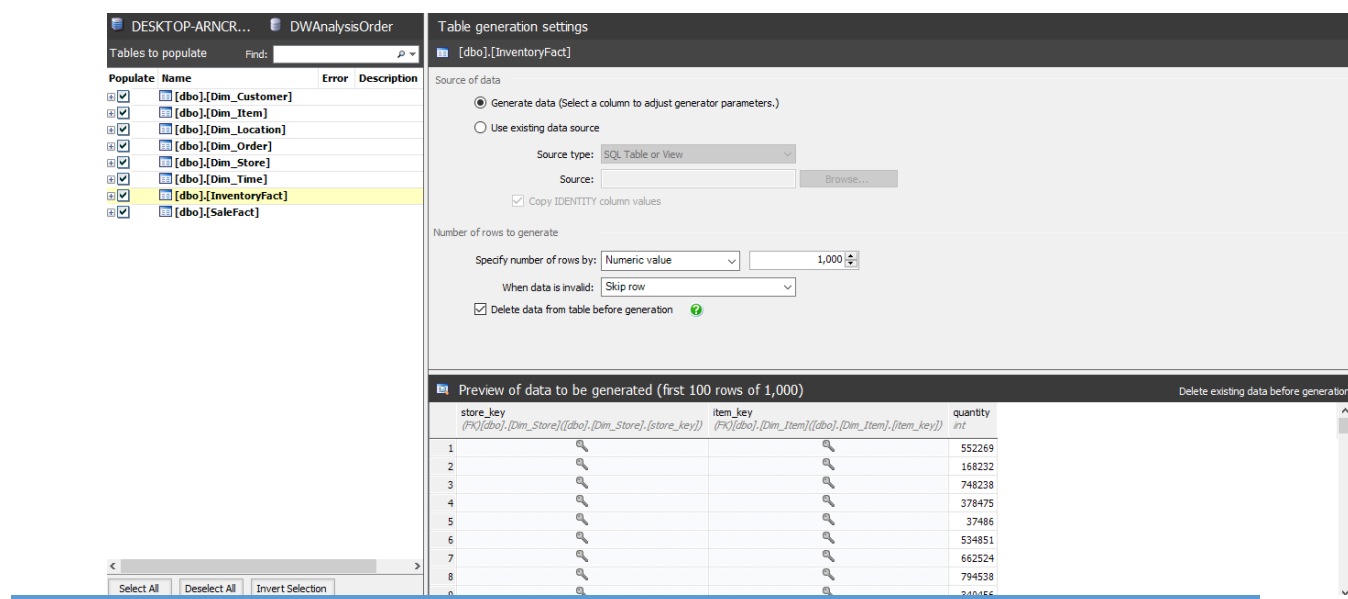 DESKTOP-ARNCR... DWAnalysisOrder
Tables to populate Find:
Populate Name Error Description
[dbo].[Dim_Customer]
[dbo].[Dim_Item]
[dbo].[Dim_Location]
[dbo].[Dim_Order]
[dbo].[Dim_Store]
[dbo].[Dim_Time]
[dbo].[InventoryFact]
[dbo].[SaleFact]
Select All Deselect All Invert Selection
Table generation settings
[dbo].[InventoryFact]
Source of data
Generate data (Select a column to adjust generator parameters.)
Use existing data source
Source type: SQL Table or View
Source: Browse...
Copy IDENTITY column values
Number of rows to generate
Specify number of rows by: Numeric value 1,000
When data is invalid: Skip row
Delete data from table before generation
Preview of data to be generated (first 100 rows of 1,000) Delete existing data before generation
store_key item_key quantity
(FK)[dbo].[Dim_Store]([dbo].[Dim_Store].[store_key]) (FK)[dbo].[Dim_Item]([dbo].[Dim_Item].[item_key]) int
1 552269
2 168232
3 748238
4 378475
5 37486
6 534851
7 662524
8 794538
9 340456